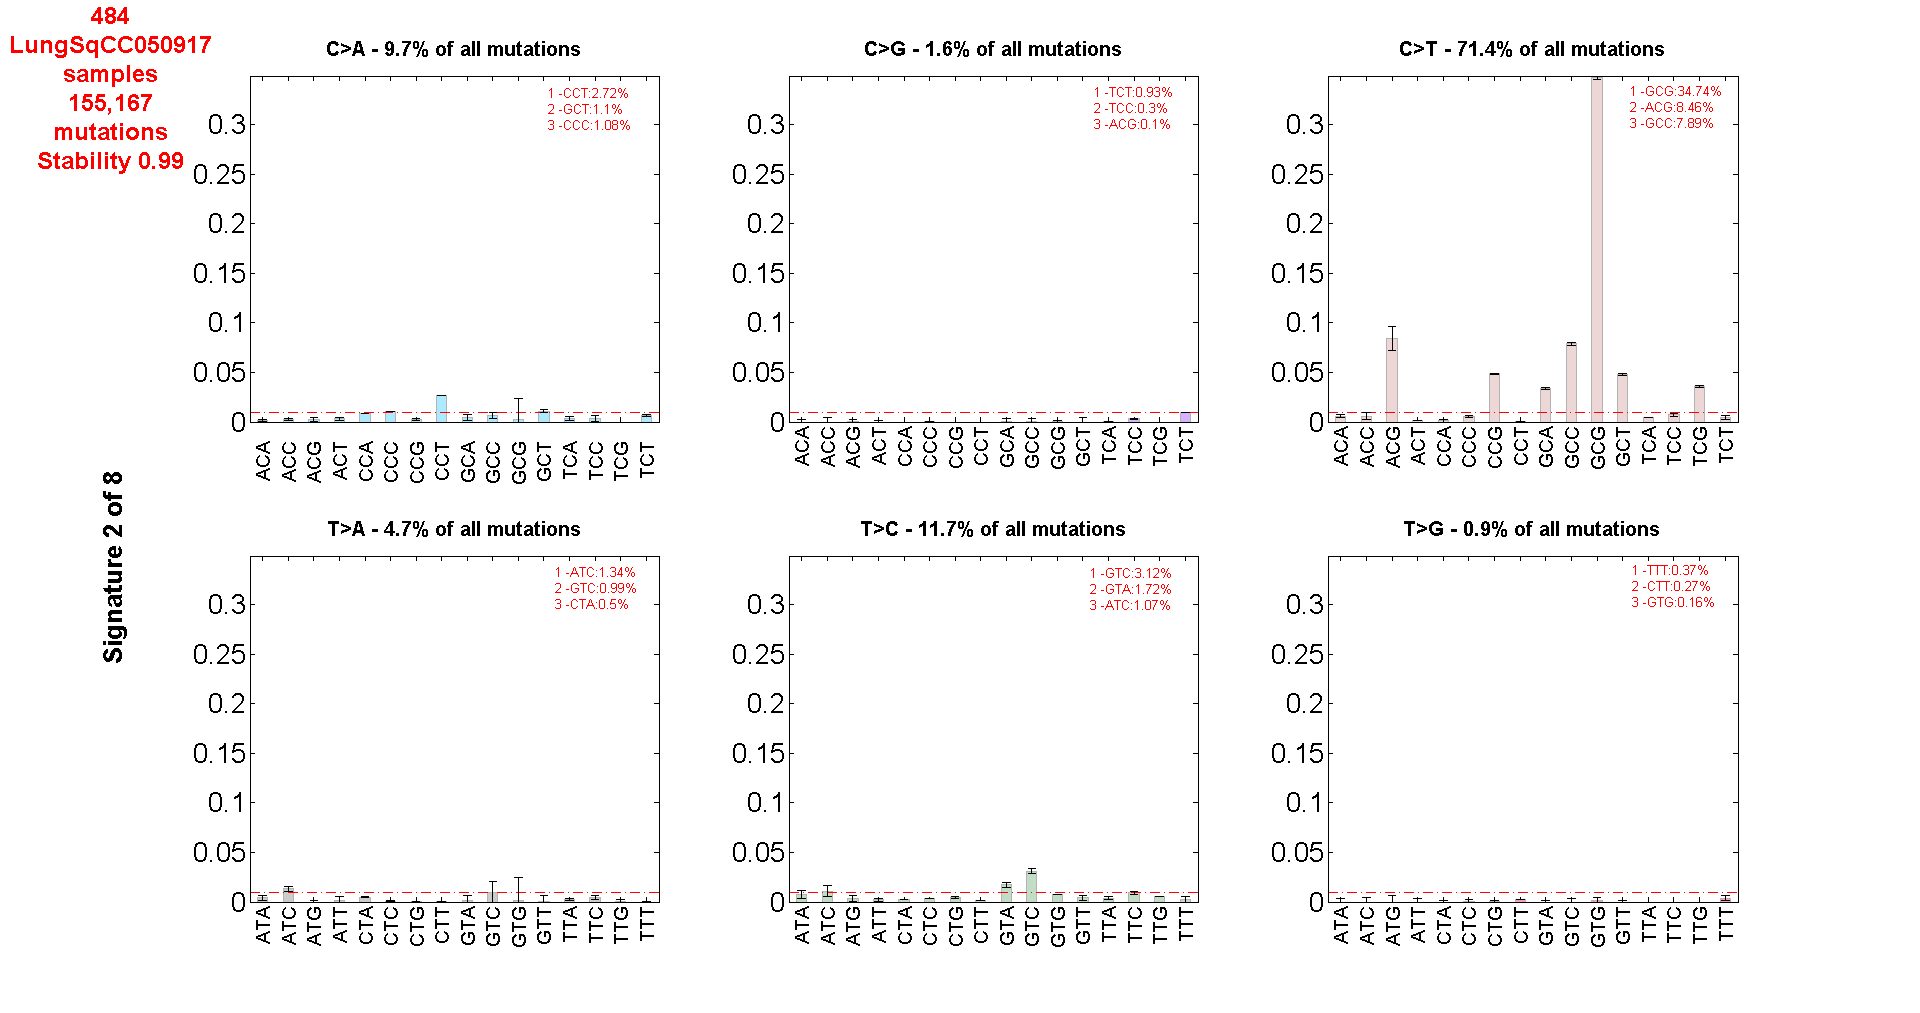 484
LungSqCC050917
samples
155,167
mutations
Stability 0.99
Signature 2 of 8
C>A - 9.7% of all mutations
1 -CCT:2.72%
2 -GCT:1.1%
3 -CCC:1.08%
0.3
0.25
0.2
0.15
0.1
0.05
0
ACA ACC ACG ACT CCA CCC CCG CCT GCA GCC GCG GCT TCA TCC TCG TCT
C>G - 1.6% of all mutations
1 -TCT:0.93%
2 -TCC:0.3%
3 -ACG:0.1%
0.3
0.25
0.2
0.15
0.1
0.05
0
ACA ACC ACG ACT CCA CCC CCG CCT GCA GCC GCG GCT TCA TCC TCG TCT
C>T - 71.4% of all mutations
1 -GCG:34.74%
2 -ACG:8.46%
3 -GCC:7.89%
0.3
0.25
0.2
0.15
0.1
0.05
0
ACA ACC ACG ACT CCA CCC CCG CCT GCA GCC GCG GCT TCA TCC TCG TCT
T>A - 4.7% of all mutations
1 -ATC:1.34%
2 -GTC:0.99%
3 -CTA:0.5%
0.3
0.25
0.2
0.15
0.1
0.05
0
ATA ATC ATG ATT CTA CTC CTG CTT GTA GTC GTG GTT TTA TTC TTG TTT
T>C - 11.7% of all mutations
1 -GTC:3.12%
2 -GTA:1.72%
3 -ATC:1.07%
0.3
0.25
0.2
0.15
0.1
0.05
0
ATA ATC ATG ATT CTA CTC CTG CTT GTA GTC GTG GTT TTA TTC TTG TTT
T>G - 0.9% of all mutations
1 -TTT:0.37%
2 -CTT:0.27%
3 -GTG:0.16%
0.3
0.25
0.2
0.15
0.1
0.05
0
ATA ATC ATG ATT CTA CTC CTG CTT GTA GTC GTG GTT TTA TTC TTG TTT